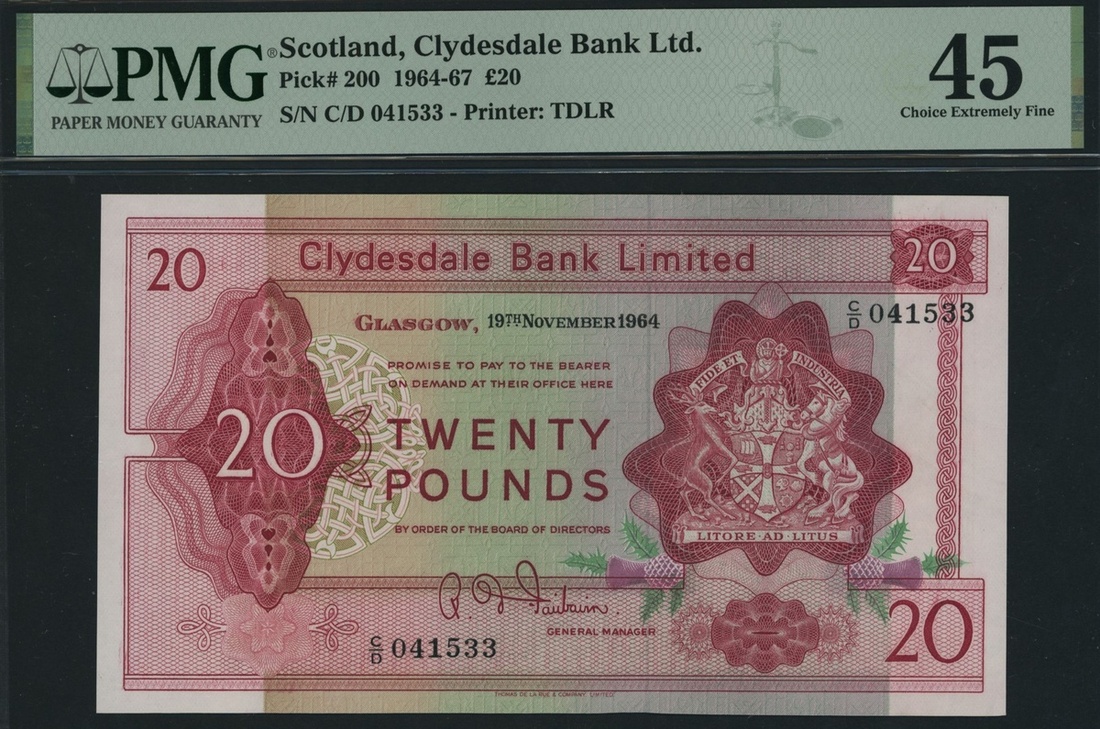 PMG®
PAPER MONEY GUARANTY
Scotland, Clydesdale Bank Ltd.
Pick# 200 1964-67 £20
S/N C/D 041533 - Printer: TDLR
45
Choice Extremely Fine
20
Clydesdale Bank Limited
20
GLASGOW, 19TH NOVEMBER 1964
C/D 041533
PROMISE TO PAY TO THE BEARER
ON DEMAND AT THEIR OFFICE HERE
20
TWENTY
POUNDS
FIDE ET INDUSTRIA
LITORE · AD · LITUS
BY ORDER OF THE BOARD OF DIRECTORS
R. D. Fairbairn.
GENERAL MANAGER
C/D 041533
20
THOMAS DE LA RUE & COMPANY LIMITED